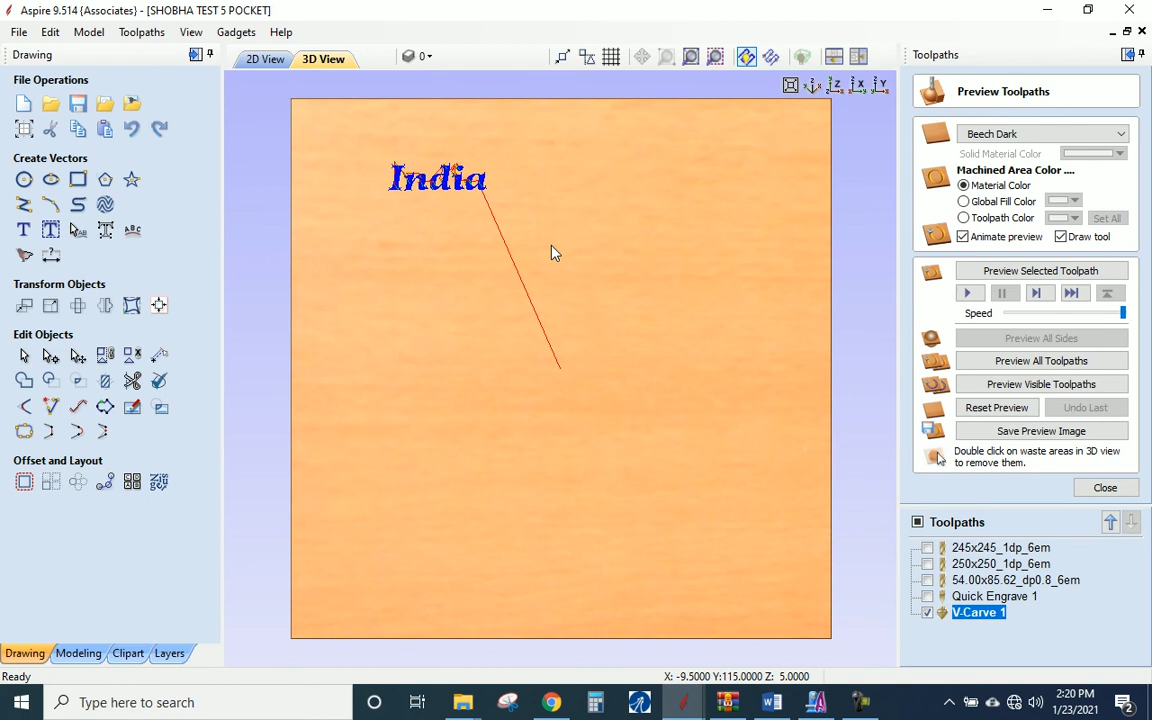 Aspire 9.514 {Associates} - [SHOBHA TEST 5 POCKET]
File Edit Model Toolpaths View Gadgets Help
Drawing
2D View 3D View
0
Toolpaths
File Operations
Create Vectors
Transform Objects
Edit Objects
Offset and Layout
Drawing Modeling Clipart Layers
India
Preview Toolpaths
Beech Dark
Solid Material Color
Machined Area Color ....
Material Color
Global Fill Color
Toolpath Color Set All
Animate preview Draw tool
Preview Selected Toolpath
Speed
Preview All Sides
Preview All Toolpaths
Preview Visible Toolpaths
Reset Preview Undo Last
Save Preview Image
Double click on waste areas in 3D view
to remove them.
Close
Toolpaths
245x245_1dp_6em
250x250_1dp_6em
54.00x85.62_dp0.8_6em
Quick Engrave 1
V-Carve 1
Ready
X: -9.5000 Y:115.0000 Z: 5.0000
Type here to search
2:20 PM
1/23/2021
2